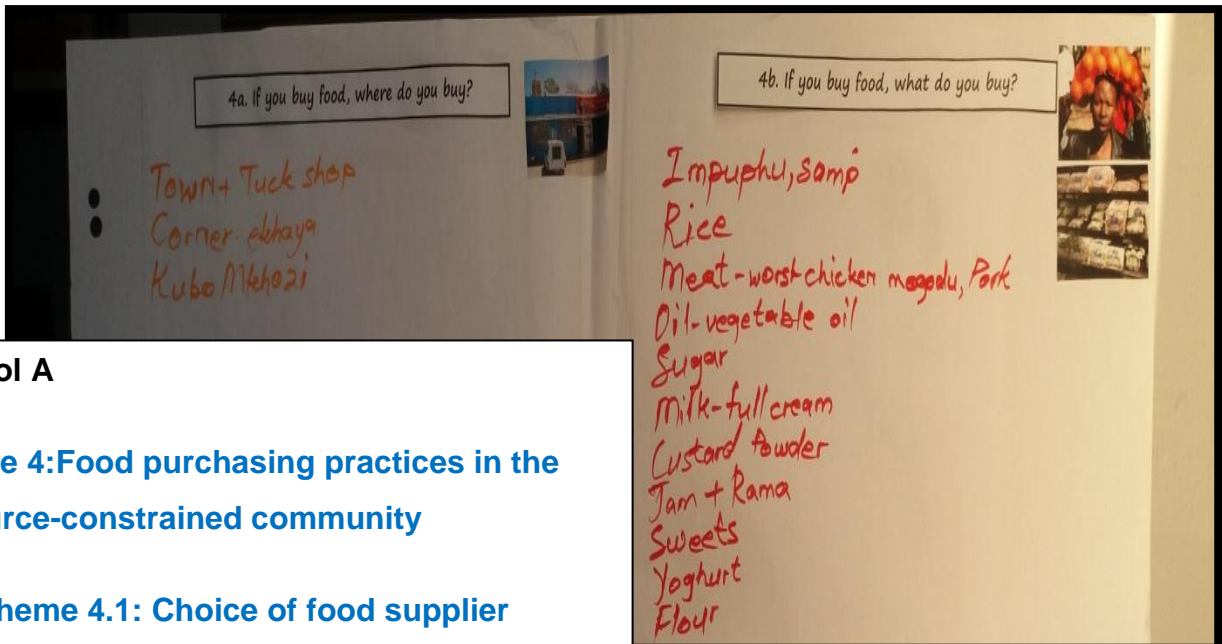 4a. If you buy food, where do you buy?
Town + Tuck shop
Corner ekhaya
Kubo Mkhozi
4b. If you buy food, what do you buy?
Impuphu, samp
Rice
Meat - worst chicken mogodu, Pork
Oil - vegetable oil
Sugar
Milk - full cream
Custard Powder
Jam + Rama
Sweets
Yoghurt
Flour
ol A
e 4:Food purchasing practices in the
urce-constrained community
heme 4.1: Choice of food supplier